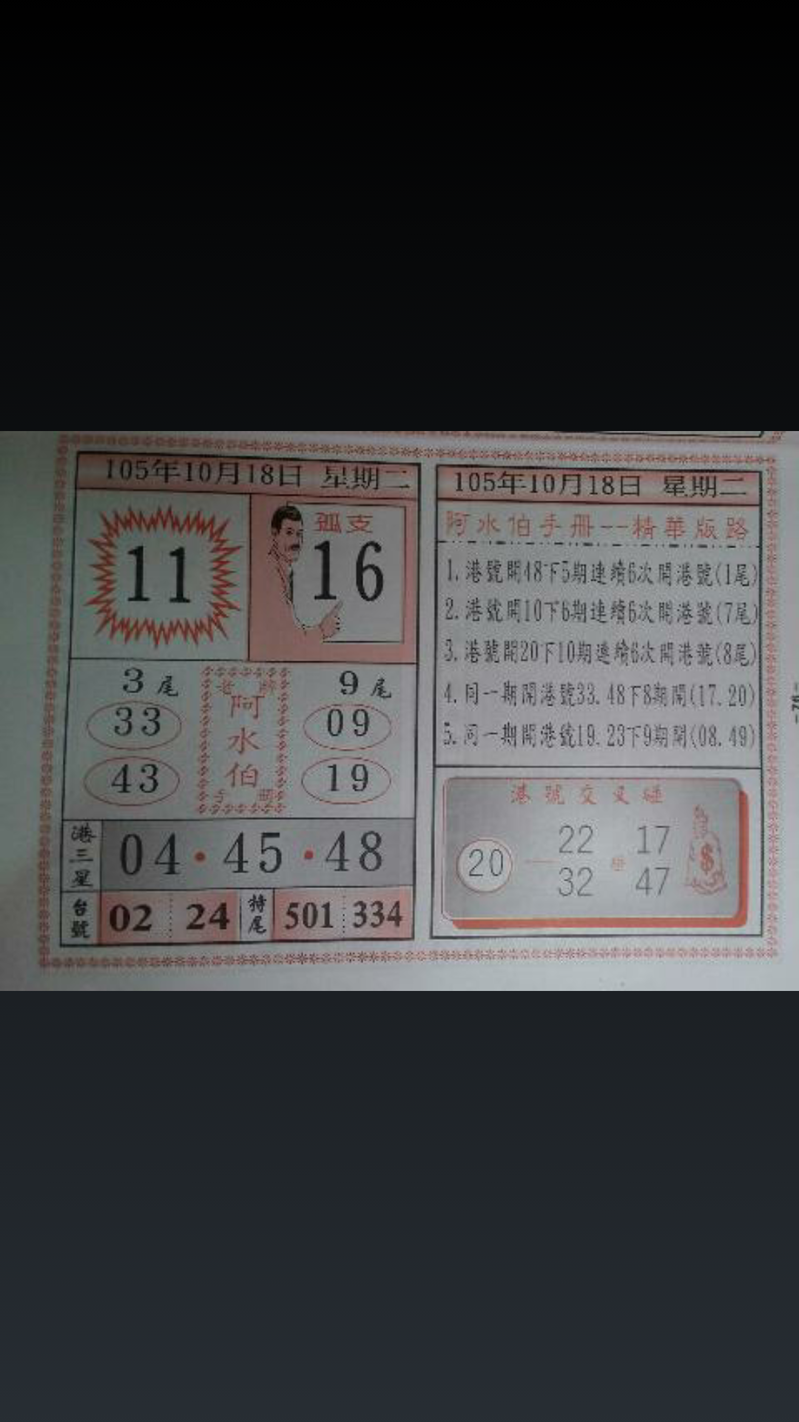 105年10月18日 星期二
11
孤支
16
3尾
33
43
老牌
阿水伯
手冊
9尾
09
19
港三星
04·45·48
台號
02 24
特尾
501 334
105年10月18日 星期二
阿水伯手冊--精華版路
1.港號開48下5期連續6次開港號(1尾)
2.港號開10下6期連續6次開港號(7尾)
3.港號開20下10期連續6次開港號(8尾)
4.同一期開港號33.48下8期開(17.20)
5.同一期開港號19.23下9期開(08.49)
港號交叉碰
20
22
32
碰
17
47
$
-76-